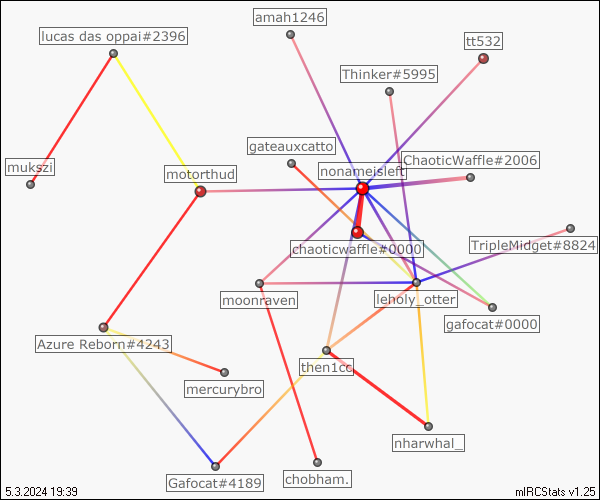 amah1246
lucas das oppai#2396
tt532
Thinker#5995
gateauxcatto
ChaoticWaffle#2006
mukszi
motorthud
nonameisleft
chaoticwaffle#0000
TripleMidget#8824
moonraven
leholy_otter
gafocat#0000
Azure Reborn#4243
then1cc
mercurybro
nharwhal_
Gafocat#4189
chobham.
5.3.2024 19:39
mIRCStats v1.25